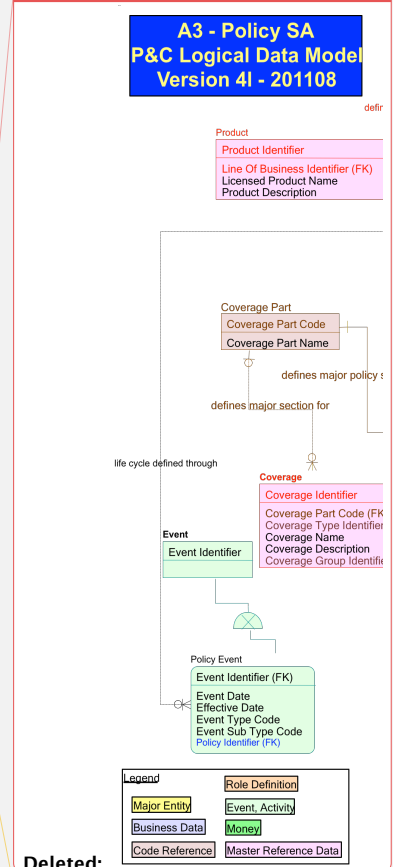 A3 - Policy SA
P&C Logical Data Model
Version 4I - 201108
defin
Product
Product Identifier
Line Of Business Identifier (FK)
Licensed Product Name
Product Description
Coverage Part
Coverage Part Code
Coverage Part Name
defines major policy s
defines major section for
life cycle defined through
Coverage
Coverage Identifier
Coverage Part Code (FK
Coverage Type Identifier
Coverage Name
Coverage Description
Coverage Group Identifie
Event
Event Identifier
Policy Event
Event Identifier (FK)
Event Date
Effective Date
Event Type Code
Event Sub Type Code
Policy Identifier (FK)
Legend
Role Definition
Major Entity
Event, Activity
Business Data
Money
Code Reference
Master Reference Data
Deleted: